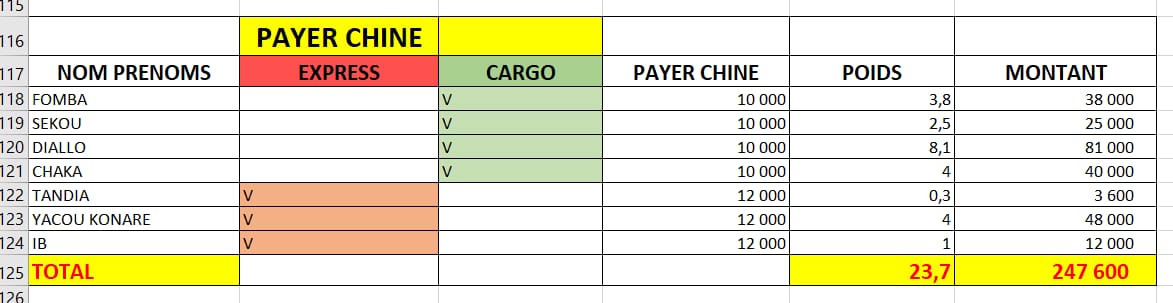 115
116 PAYER CHINE
117 NOM PRENOMS EXPRESS CARGO PAYER CHINE POIDS MONTANT
118 FOMBA V 10 000 3,8 38 000
119 SEKOU V 10 000 2,5 25 000
120 DIALLO V 10 000 8,1 81 000
121 CHAKA V 10 000 4 40 000
122 TANDIA V 12 000 0,3 3 600
123 YACOU KONARE V 12 000 4 48 000
124 IB V 12 000 1 12 000
125 TOTAL 23,7 247 600
126